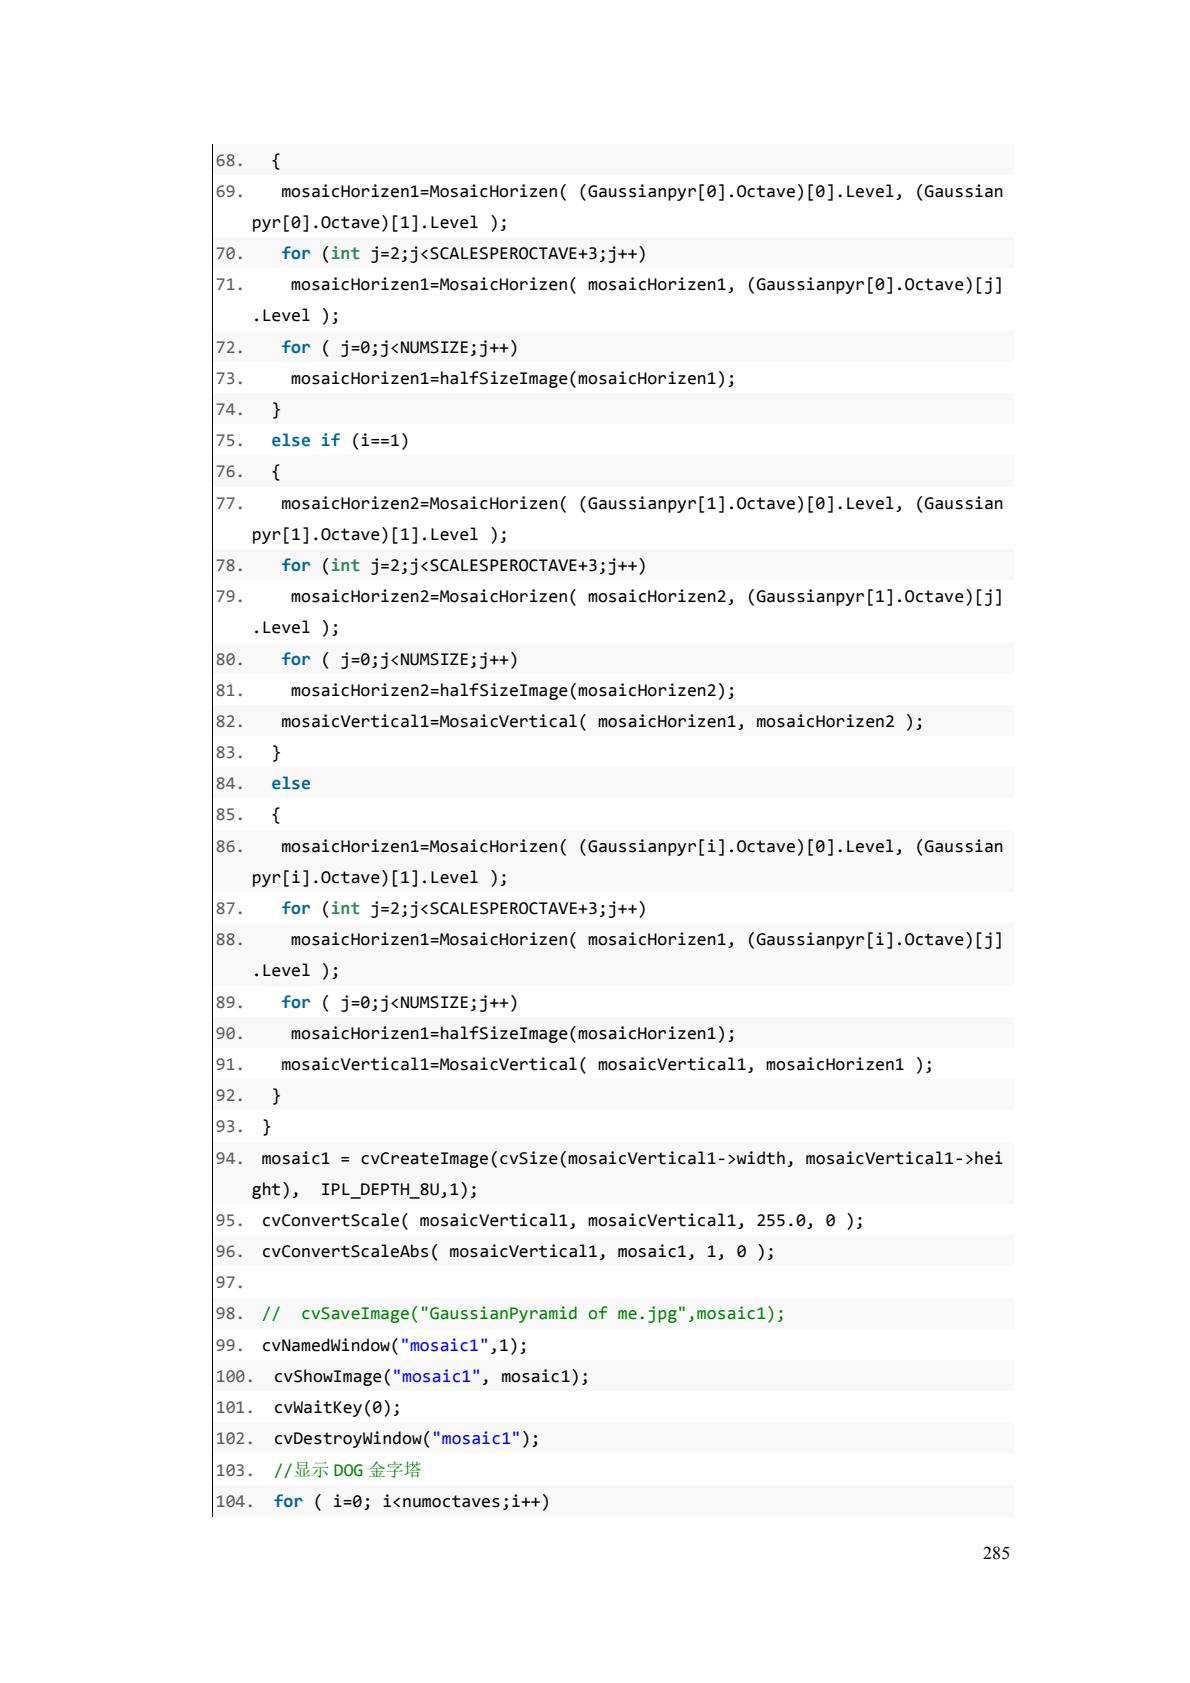 68.   {
69.    mosaicHorizen1=MosaicHorizen( (Gaussianpyr[0].Octave)[0].Level, (Gaussian
pyr[0].Octave)[1].Level );
70.    for (int j=2;j<SCALESPEROCTAVE+3;j++)
71.     mosaicHorizen1=MosaicHorizen( mosaicHorizen1, (Gaussianpyr[0].Octave)[j]
.Level );
72.    for ( j=0;j<NUMSIZE;j++)
73.     mosaicHorizen1=halfSizeImage(mosaicHorizen1);
74.   }
75.   else if (i==1)
76.   {
77.    mosaicHorizen2=MosaicHorizen( (Gaussianpyr[1].Octave)[0].Level, (Gaussian
pyr[1].Octave)[1].Level );
78.    for (int j=2;j<SCALESPEROCTAVE+3;j++)
79.     mosaicHorizen2=MosaicHorizen( mosaicHorizen2, (Gaussianpyr[1].Octave)[j]
.Level );
80.    for ( j=0;j<NUMSIZE;j++)
81.     mosaicHorizen2=halfSizeImage(mosaicHorizen2);
82.    mosaicVertical1=MosaicVertical( mosaicHorizen1, mosaicHorizen2 );
83.   }
84.   else
85.   {
86.    mosaicHorizen1=MosaicHorizen( (Gaussianpyr[i].Octave)[0].Level, (Gaussian
pyr[i].Octave)[1].Level );
87.    for (int j=2;j<SCALESPEROCTAVE+3;j++)
88.     mosaicHorizen1=MosaicHorizen( mosaicHorizen1, (Gaussianpyr[i].Octave)[j]
.Level );
89.    for ( j=0;j<NUMSIZE;j++)
90.     mosaicHorizen1=halfSizeImage(mosaicHorizen1);
91.    mosaicVertical1=MosaicVertical( mosaicVertical1, mosaicHorizen1 );
92.   }
93.  }
94.  mosaic1 = cvCreateImage(cvSize(mosaicVertical1->width, mosaicVertical1->hei
ght),  IPL_DEPTH_8U,1);
95.  cvConvertScale( mosaicVertical1, mosaicVertical1, 255.0, 0 );
96.  cvConvertScaleAbs( mosaicVertical1, mosaic1, 1, 0 );
97.
98.  //  cvSaveImage("GaussianPyramid of me.jpg",mosaic1);
99.  cvNamedWindow("mosaic1",1);
100.  cvShowImage("mosaic1", mosaic1);
101.  cvWaitKey(0);
102.  cvDestroyWindow("mosaic1");
103.  //显示 DOG 金字塔
104.  for ( i=0; i<numoctaves;i++)
285